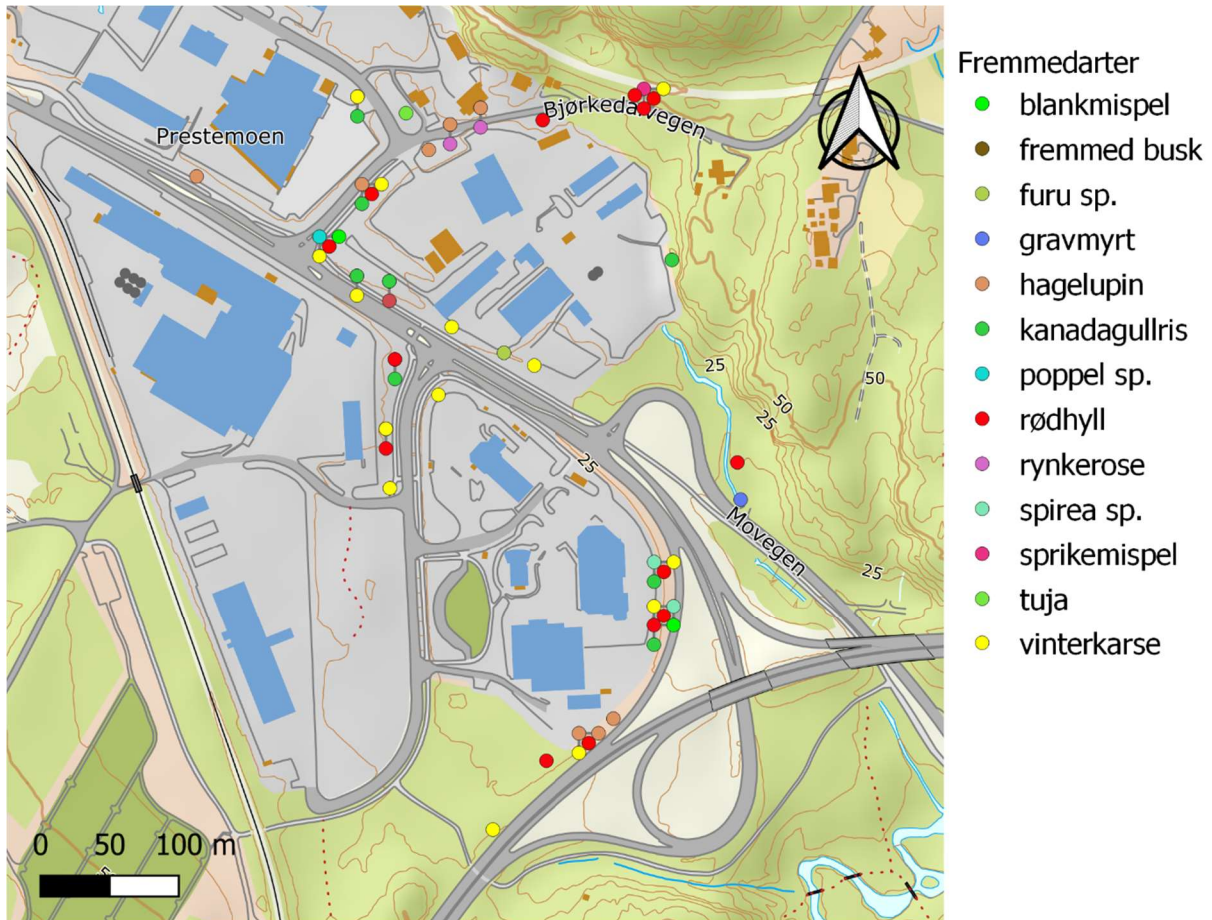 Fremmedarter
blankmispel
fremmed busk
furu sp.
gravmyrt
hagelupin
kanadagullris
poppel sp.
rødhyll
rynkerose
spirea sp.
sprikemispel
tuja
vinterkarse
Bjørkedalvegen
Prestemoen
25
50
50
25
25
Movegen
25
0 50 100 m